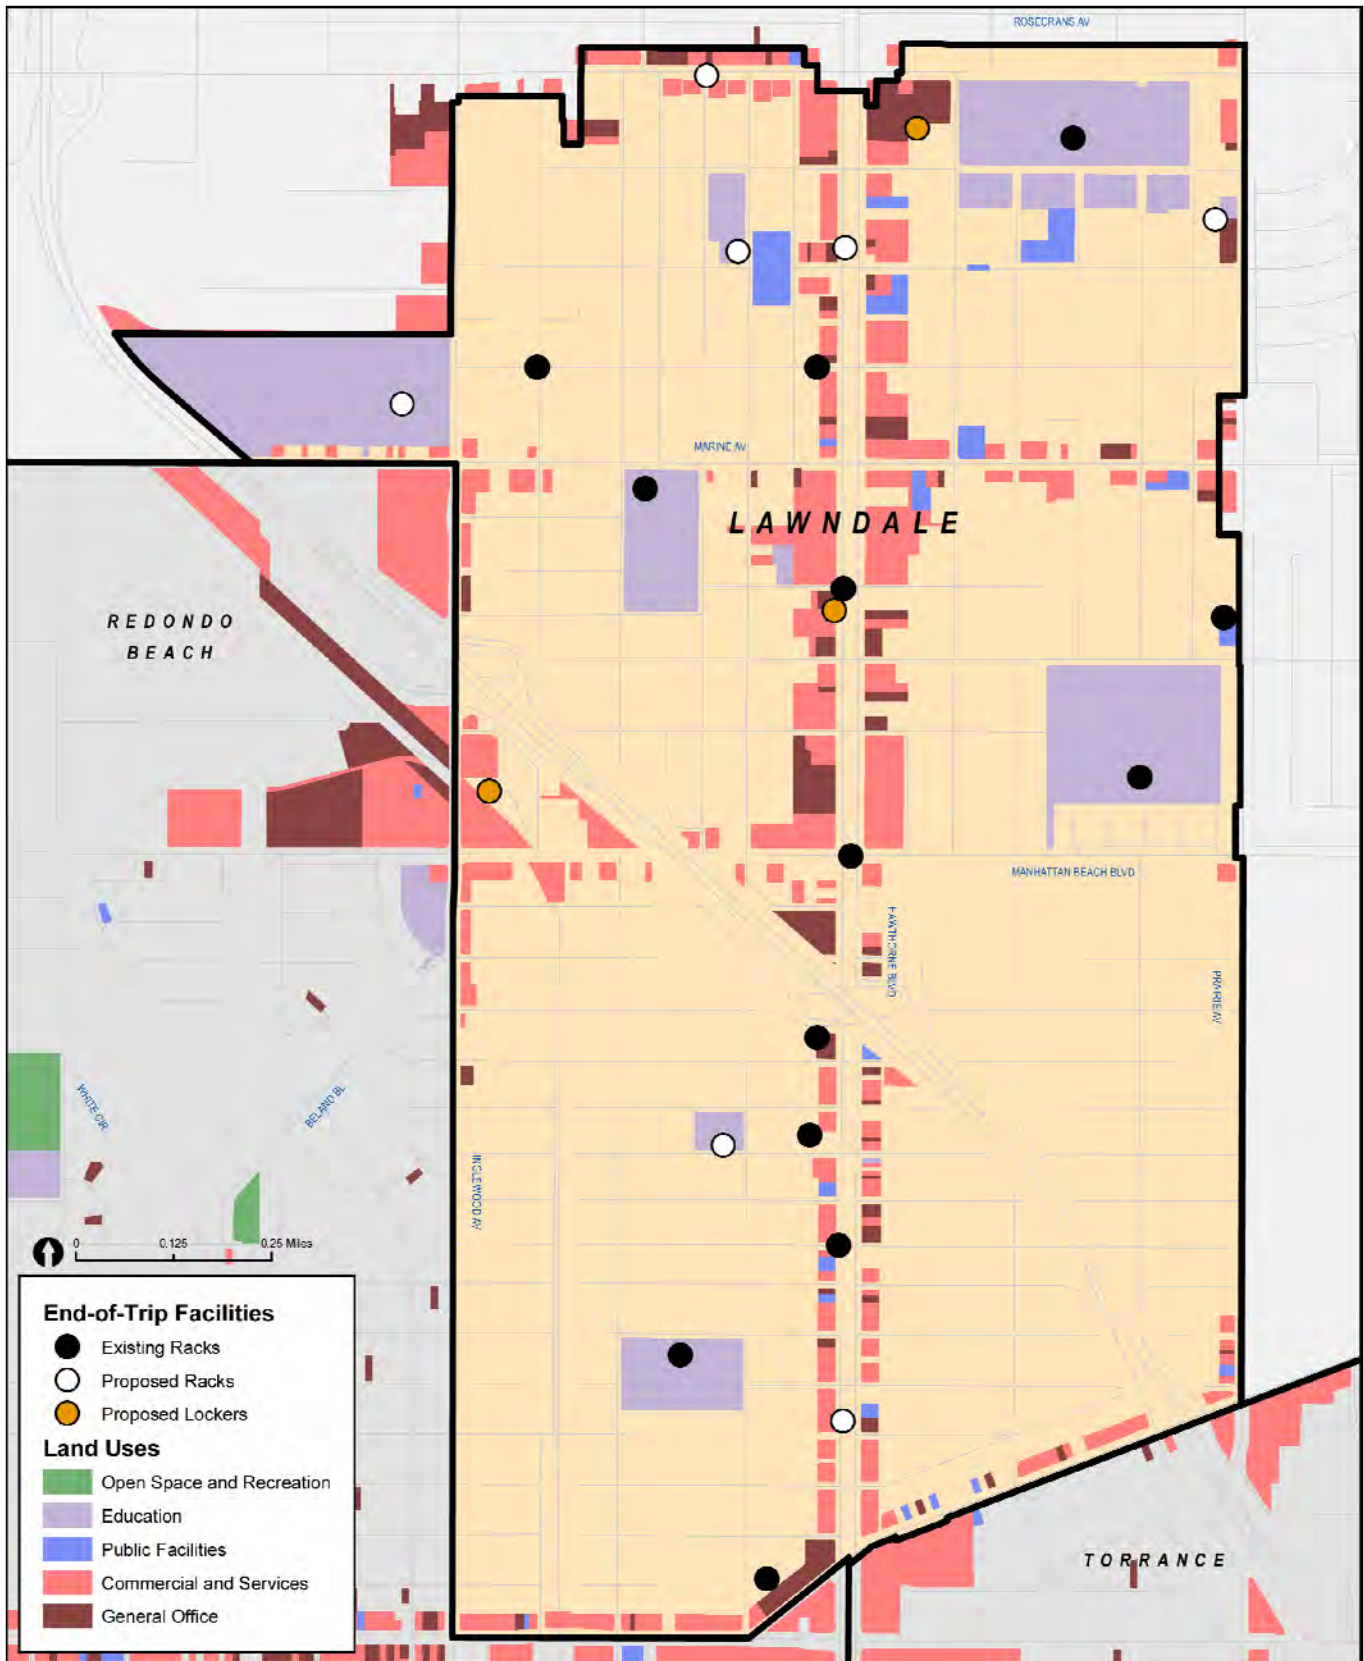 ROSECRANS AV
MARINE AV
LAWNDALE
REDONDO
BEACH
MANHATTAN BEACH BLVD
HAWTHORNE BLVD
PRAIRIE AV
WHITE CIR
BELAND BL
INGLEWOOD AV
0 0.125 0.25 Miles
End-of-Trip Facilities
Existing Racks
Proposed Racks
Proposed Lockers
Land Uses
Open Space and Recreation
Education
Public Facilities
Commercial and Services
General Office
TORRANCE